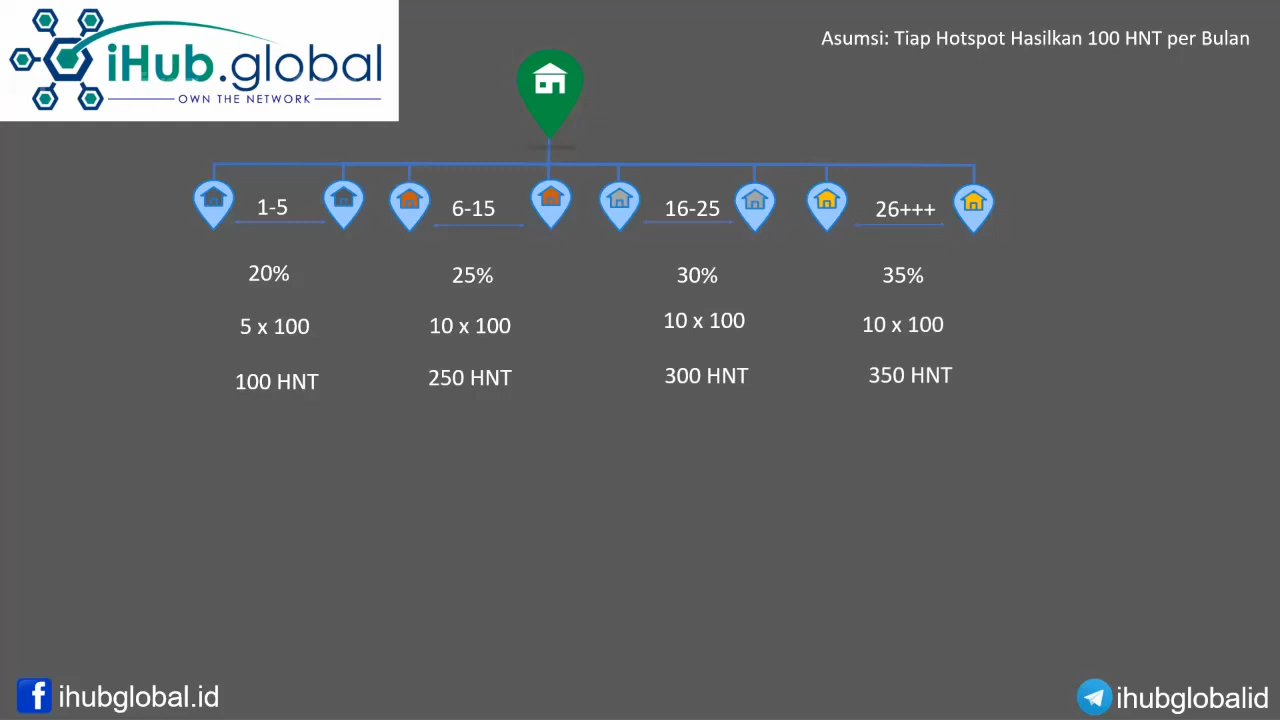 iHub.global
OWN THE NETWORK
Asumsi: Tiap Hotspot Hasilkan 100 HNT per Bulan
1-5
6-15
16-25
26+++
20%
25%
30%
35%
5 x 100
10 x 100
10 x 100
10 x 100
100 HNT
250 HNT
300 HNT
350 HNT
ihubglobal.id
ihubglobalid